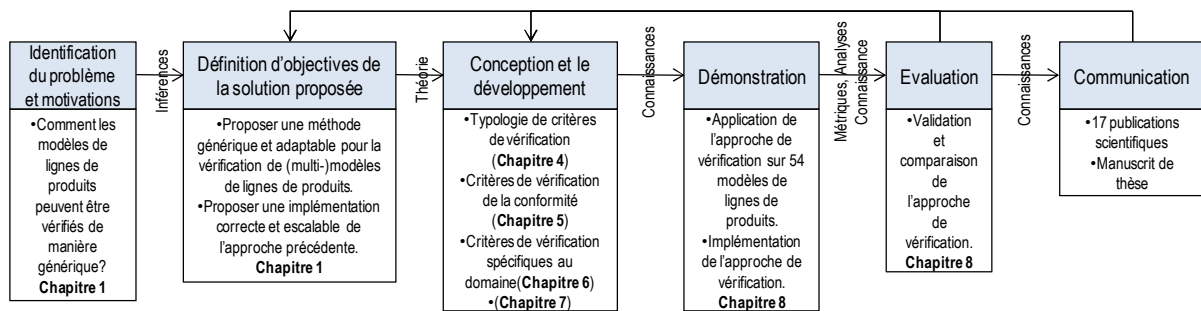 Identification
du problème
et motivations
•Comment les
modèles de
lignes de
produits
peuvent être
vérifiés de
manière
générique?
Chapitre 1
Inférences
Définition d'objectives de
la solution proposée
•Proposer une méthode
générique et adaptable pour la
vérification de (multi-)modèles
de lignes de produits.
•Proposer une implémentation
correcte et escalable de
l'approche précédente.
Chapitre 1
Théorie
Conception et le
développement
•Typologie de critères
de vérification
(Chapitre 4)
•Critères de vérification
de la conformité
(Chapitre 5)
•Critères de vérification
spécifiques au
domaine(Chapitre 6)
•(Chapitre 7)
Connaissances
Démonstration
•Application de
l'approche de
vérification sur 54
modèles de
lignes de
produits.
•Implémentation
de l'approche de
vérification.
Chapitre 8
Métriques, Analyses
Connaissance
Evaluation
•Validation
et
comparaison
de
l'approche
de
vérification.
Chapitre 8
Connaissances
Communication
•17 publications
scientifiques
•Manuscrit de
thèse